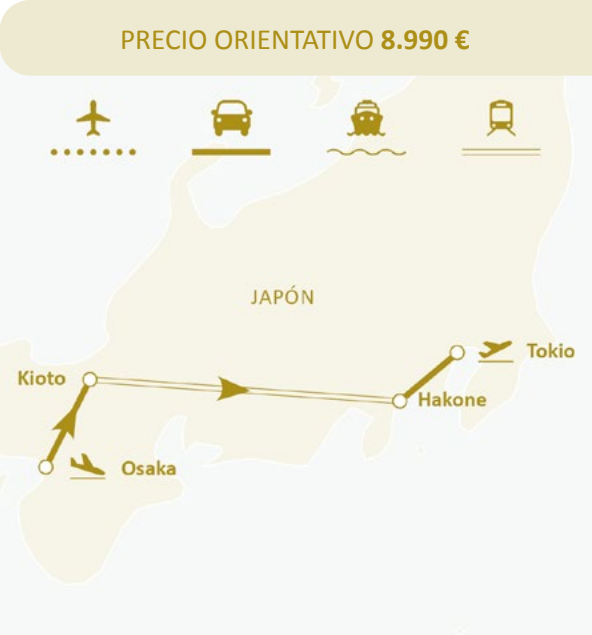 PRECIO ORIENTATIVO 8.990 €
JAPÓN
Tokio
Kioto
Hakone
Osaka